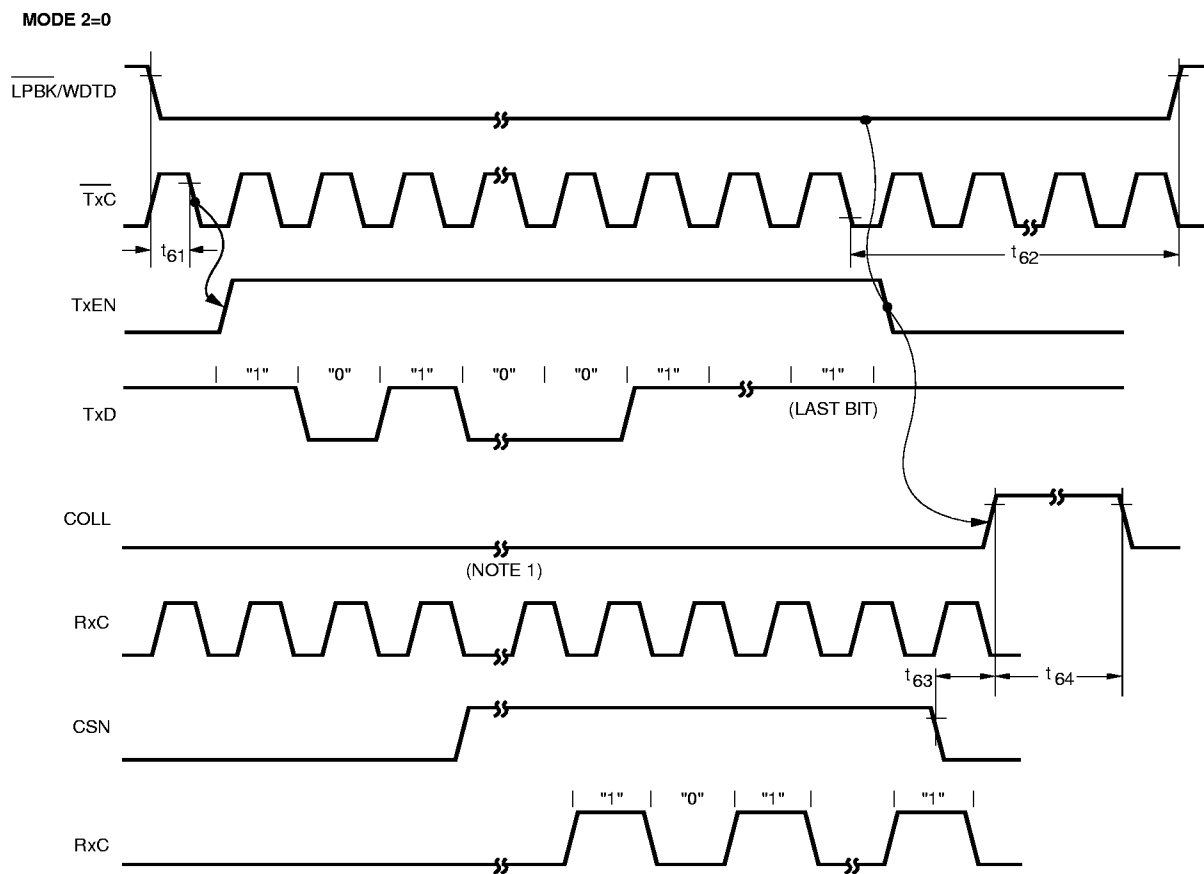 MODE 2=0
LPBK/WDTD
TxC
t61
t62
TxEN
"1" "0" "1" "0" "0" "1" "1"
TxD
(LAST BIT)
COLL
(NOTE 1)
RxC
t63
t64
CSN
"1" "0" "1" "1"
RxC